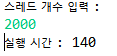 스레드 개수 입력 :
2000
실행 시간 : 140